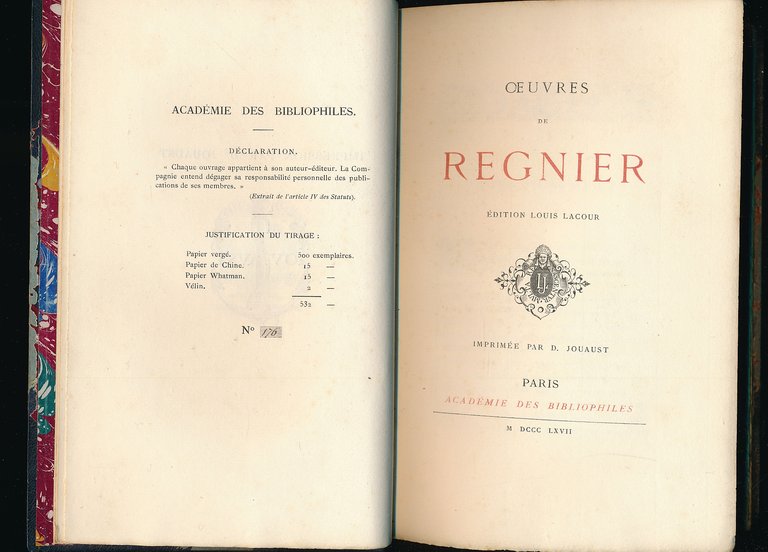 ACADÉMIE DES BIBLIOPHILES.
DÉCLARATION.
« Chaque ouvrage appartient à son auteur-éditeur. La Com-
pagnie entend dégager sa responsabilité personnelle des publi-
cations de ses membres. »
(Extrait de l'article IV des Statuts).
JUSTIFICATION DU TIRAGE :
Papier vergé. 500 exemplaires.
Papier de Chine. 15 —
Papier Whatman. 15 —
Vélin. 2 —
532 —
No 176
ŒUVRES
DE
REGNIER
ÉDITION LOUIS LACOUR
IMPRIMÉE PAR D. JOUAUST
PARIS
ACADÉMIE DES BIBLIOPHILES
M DCCC LXVII